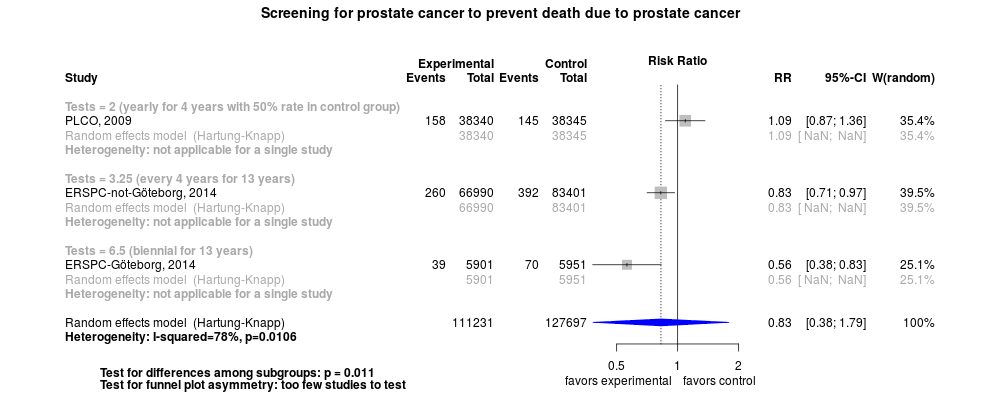 Screening for prostate cancer to prevent death due to prostate cancer
Experimental Control Risk Ratio
Study Events Total Events Total RR 95%-CI W(random)
Tests = 2 (yearly for 4 years with 50% rate in control group)
PLCO, 2009 158 38340 145 38345 1.09 [0.87; 1.36] 35.4%
Random effects model (Hartung-Knapp) 38340 38345 1.09 [ NaN; NaN] 35.4%
Heterogeneity: not applicable for a single study
Tests = 3.25 (every 4 years for 13 years)
ERSPC-not-Göteborg, 2014 260 66990 392 83401 0.83 [0.71; 0.97] 39.5%
Random effects model (Hartung-Knapp) 66990 83401 0.83 [ NaN; NaN] 39.5%
Heterogeneity: not applicable for a single study
Tests = 6.5 (biennial for 13 years)
ERSPC-Göteborg, 2014 39 5901 70 5951 0.56 [0.38; 0.83] 25.1%
Random effects model (Hartung-Knapp) 5901 5951 0.56 [ NaN; NaN] 25.1%
Heterogeneity: not applicable for a single study
Random effects model (Hartung-Knapp) 111231 127697 0.83 [0.38; 1.79] 100%
Heterogeneity: I-squared=78%, p=0.0106
0.5 1 2
favors experimental favors control
Test for differences among subgroups: p = 0.011
Test for funnel plot asymmetry: too few studies to test